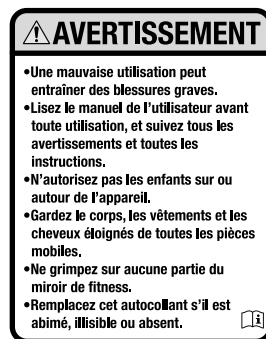 AVERTISSEMENT
•Une mauvaise utilisation peut
entraîner des blessures graves.
•Lisez le manuel de l'utilisateur avant
toute utilisation, et suivez tous les
avertissements et toutes les
instructions.
•N'autorisez pas les enfants sur ou
autour de l'appareil.
•Gardez le corps, les vêtements et les
cheveux éloignés de toutes les pièces
mobiles.
•Ne grimpez sur aucune partie du
miroir de fitness.
•Remplacez cet autocollant s'il est
abimé, illisible ou absent.